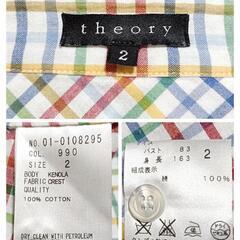 theory
2
NO.01-0108295
COL. 990
SIZE 2
BODY KENOLA
FABRIC CREST
QUALITY
100% COTTON
DRY CLEAN WITH PETROLEUM
バスト 83 2
身長 163
組成表示
綿 100%